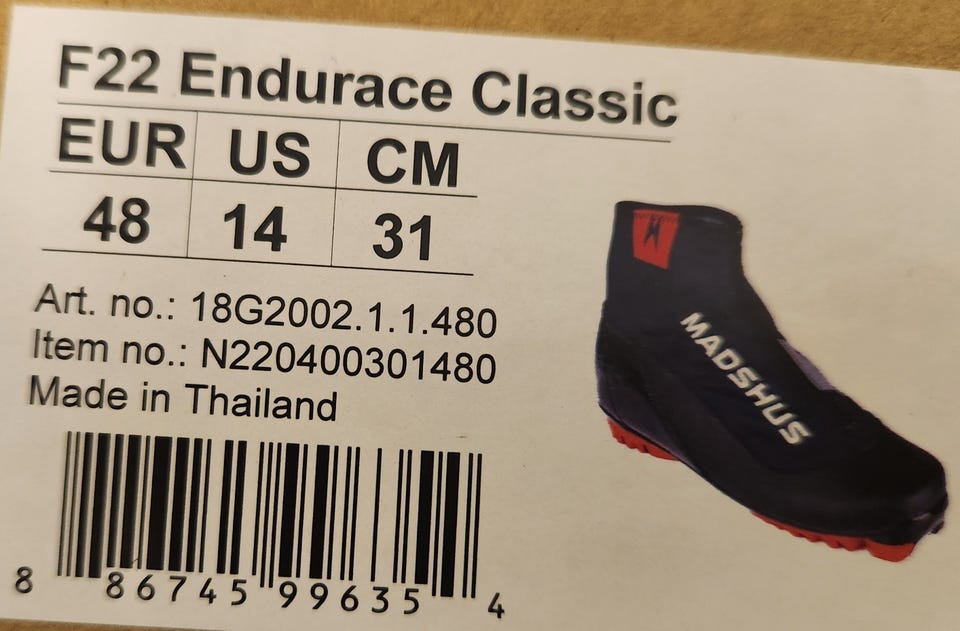 F22 Endurace Classic
EUR US CM
48 14 31
Art. no.: 18G2002.1.1.480
Item no.: N220400301480
Made in Thailand
8 86745 99635 4
MADSHUS